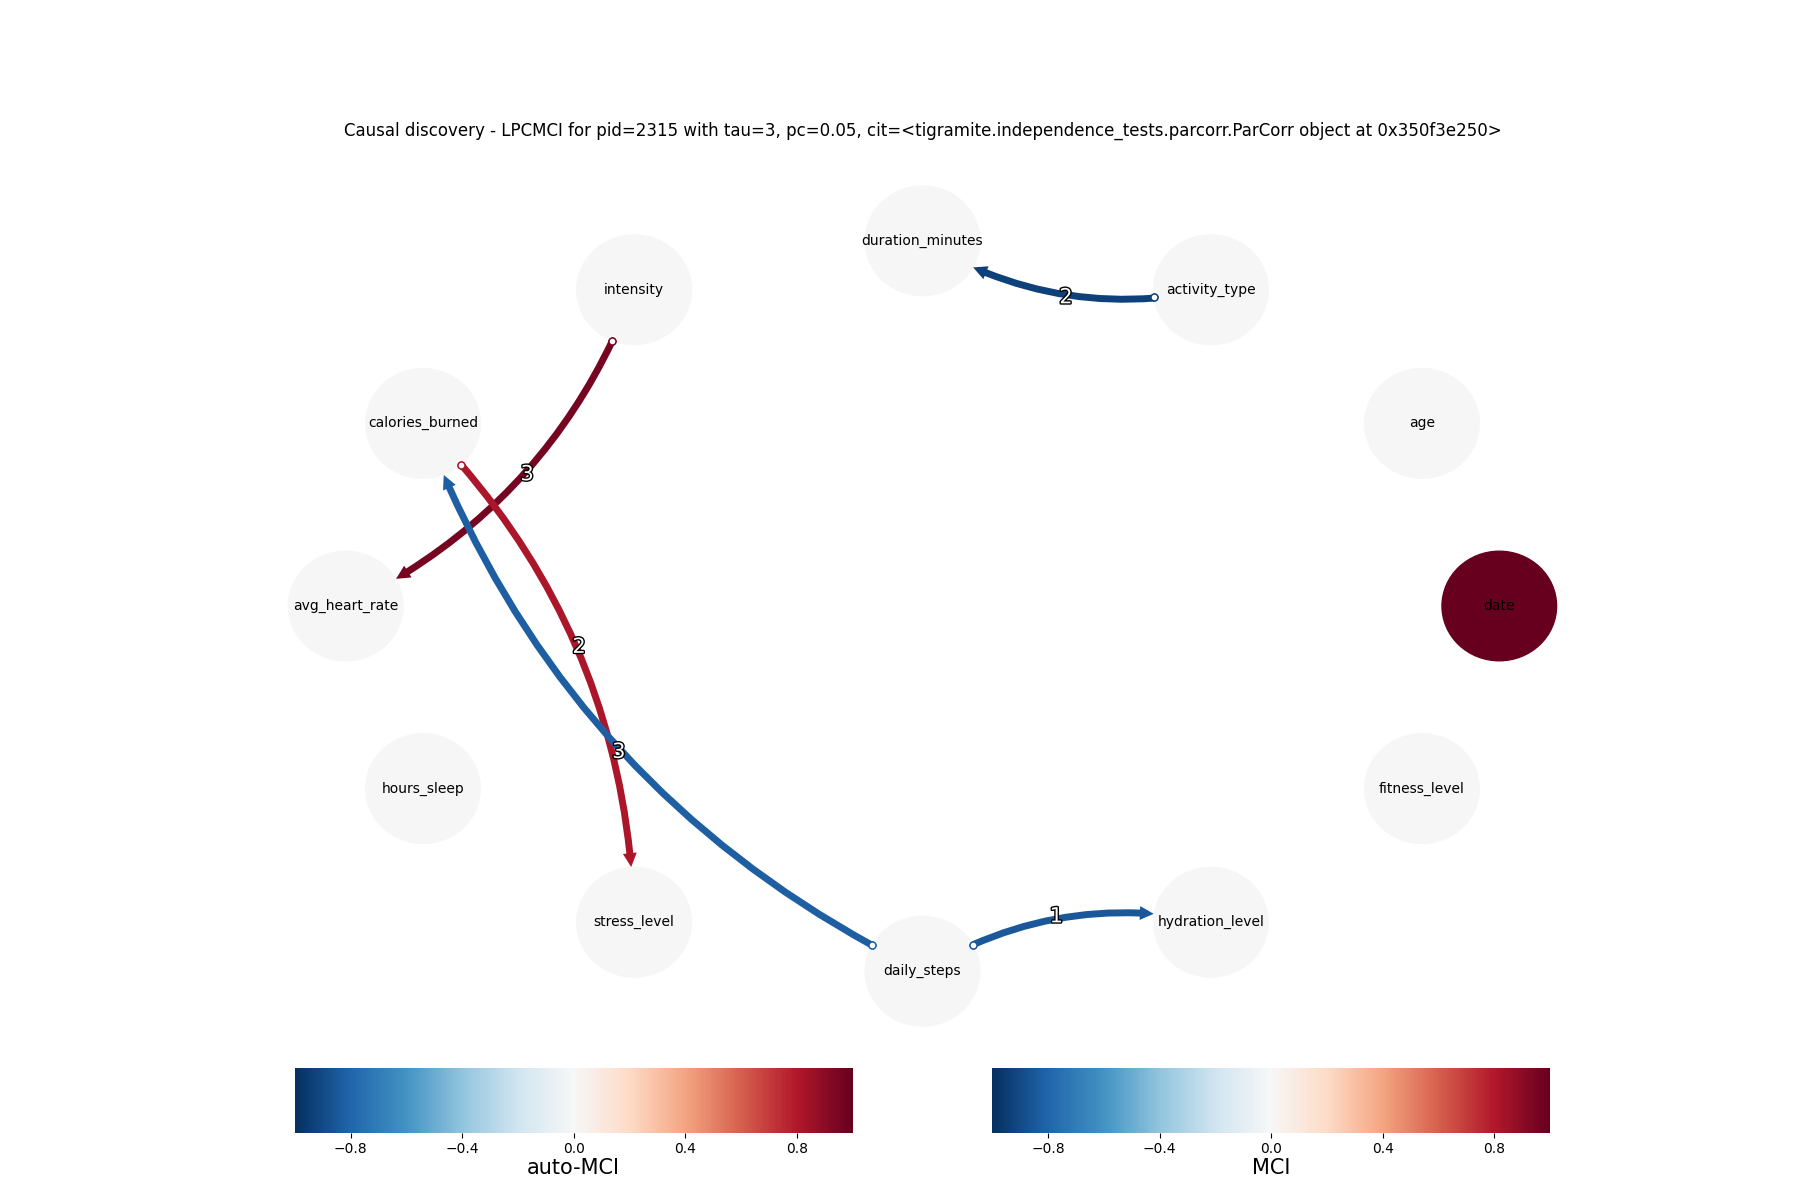 Causal discovery - LPCMCI for pid=2315 with tau=3, pc=0.05, cit=<tigramite.independence_tests.parcorr.ParCorr object at 0x350f3e250>
duration_minutes
intensity
activity_type
2
calories_burned
age
3
avg_heart_rate
date
2
3
hours_sleep
fitness_level
stress_level
1
hydration_level
daily_steps
−0.8 −0.4 0.0 0.4 0.8
auto-MCI
−0.8 −0.4 0.0 0.4 0.8
MCI